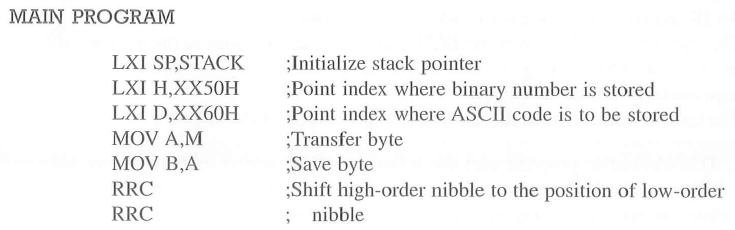 MAIN PROGRAM
LXI SP,STACK ;Initialize stack pointer
LXI H,XX50H ;Point index where binary number is stored
LXI D,XX60H ;Point index where ASCII code is to be stored
MOV A,M ;Transfer byte
MOV B,A ;Save byte
RRC ;Shift high-order nibble to the position of low-order
RRC ; nibble